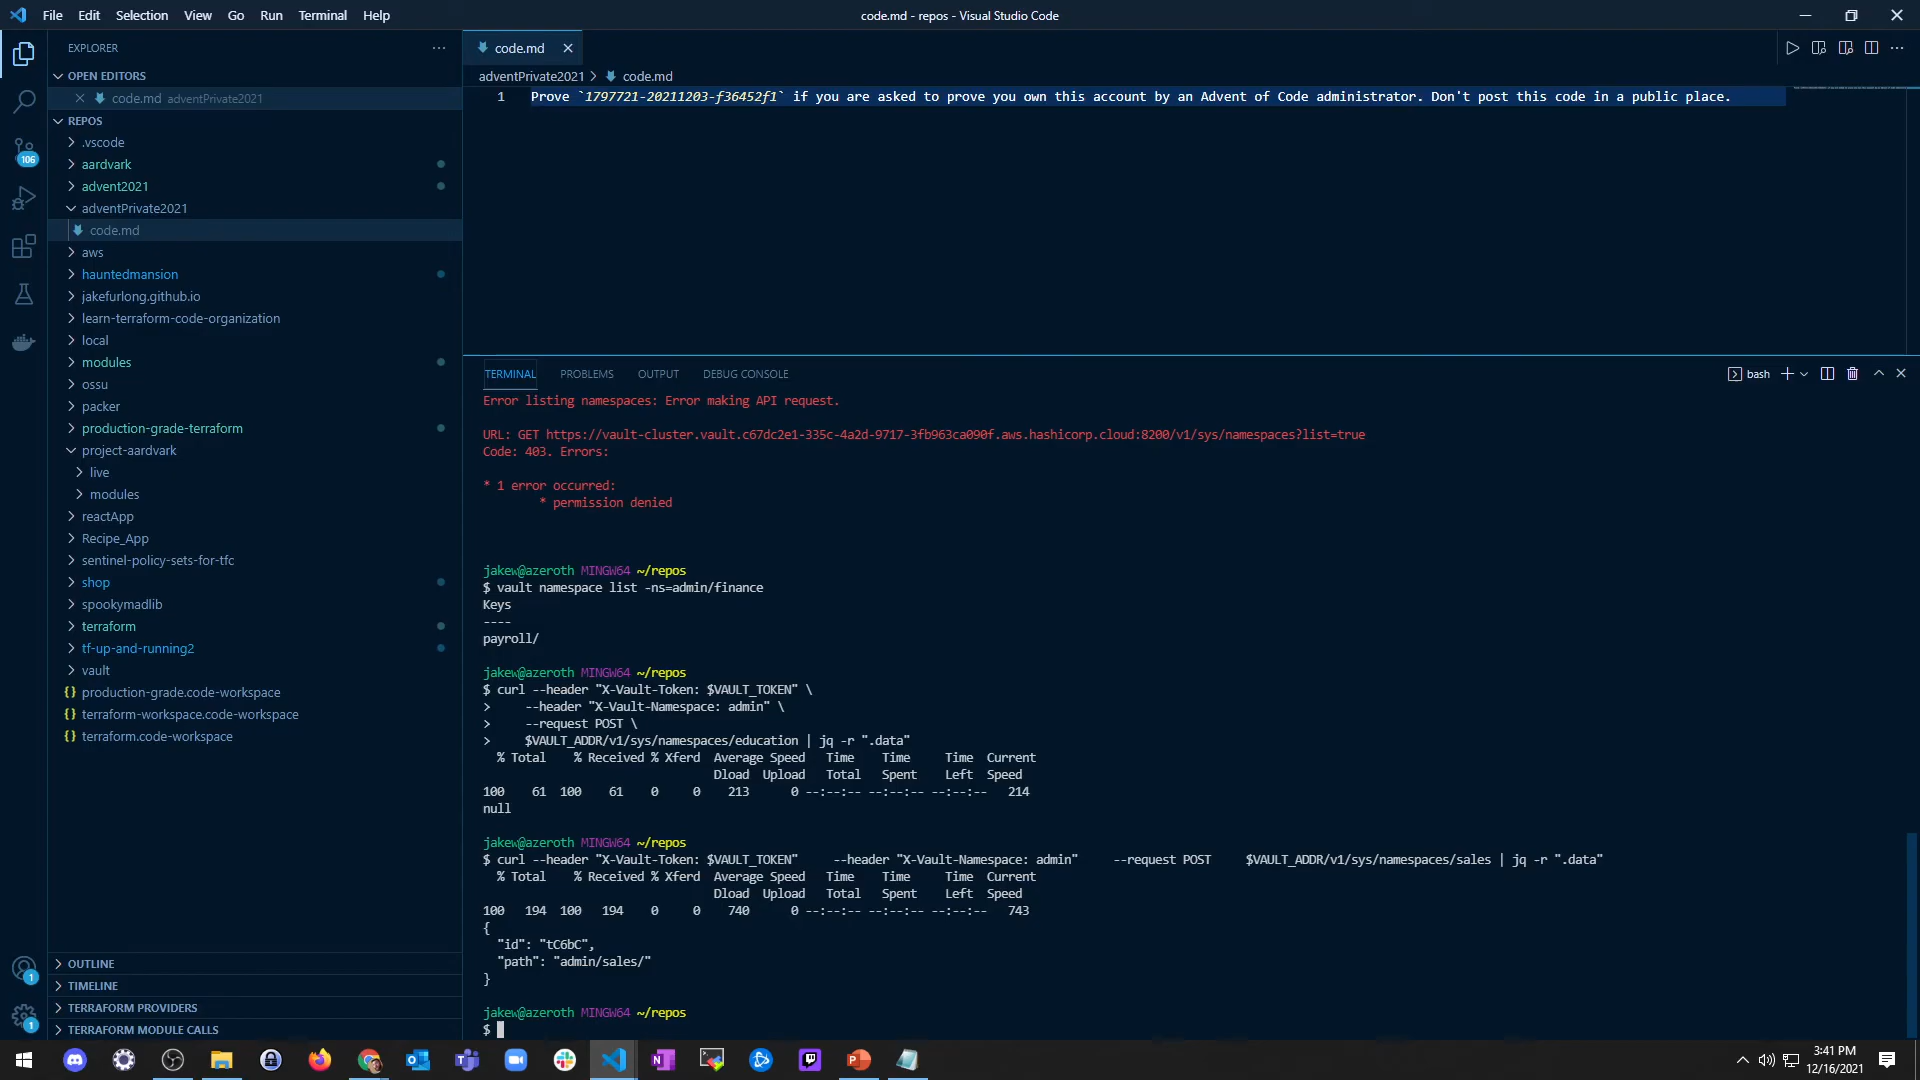 File Edit Selection View Go Run Terminal Help
code.md - repos - Visual Studio Code
EXPLORER
OPEN EDITORS
code.md adventPrivate2021
REPOS
.vscode
aardvark
advent2021
adventPrivate2021
code.md
aws
hauntedmansion
jakefurlong.github.io
learn-terraform-code-organization
local
modules
ossu
packer
production-grade-terraform
project-aardvark
live
modules
reactApp
Recipe_App
sentinel-policy-sets-for-tfc
shop
spookymadlib
terraform
tf-up-and-running2
vault
production-grade.code-workspace
terraform-workspace.code-workspace
terraform.code-workspace
OUTLINE
TIMELINE
TERRAFORM PROVIDERS
TERRAFORM MODULE CALLS
106
1
1
code.md
adventPrivate2021 > code.md
1 Prove `1797721-20211203-f36452f1` if you are asked to prove you own this account by an Advent of Code administrator. Don't post this code in a public place.
TERMINAL PROBLEMS OUTPUT DEBUG CONSOLE
bash
Error listing namespaces: Error making API request.
URL: GET https://vault-cluster.vault.c67dc2e1-335c-4a2d-9717-3fb963ca090f.aws.hashicorp.cloud:8200/v1/sys/namespaces?list=true
Code: 403. Errors:
* 1 error occurred:
* permission denied
jakew@azeroth MINGW64 ~/repos
$ vault namespace list -ns=admin/finance
Keys
----
payroll/
jakew@azeroth MINGW64 ~/repos
$ curl --header "X-Vault-Token: $VAULT_TOKEN" \
> --header "X-Vault-Namespace: admin" \
> --request POST \
> $VAULT_ADDR/v1/sys/namespaces/education | jq -r ".data"
% Total % Received % Xferd Average Speed Time Time Time Current
Dload Upload Total Spent Left Speed
100 61 100 61 0 0 213 0 --:--:-- --:--:-- --:--:-- 214
null
jakew@azeroth MINGW64 ~/repos
$ curl --header "X-Vault-Token: $VAULT_TOKEN" --header "X-Vault-Namespace: admin" --request POST $VAULT_ADDR/v1/sys/namespaces/sales | jq -r ".data"
% Total % Received % Xferd Average Speed Time Time Time Current
Dload Upload Total Spent Left Speed
100 194 100 194 0 0 740 0 --:--:-- --:--:-- --:--:-- 743
{
"id": "tC6bC",
"path": "admin/sales/"
}
jakew@azeroth MINGW64 ~/repos
$
3:41 PM
12/16/2021